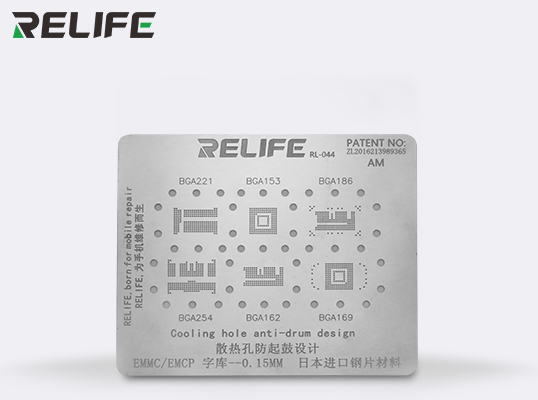 RELIFE
RELIFE RL-044
PATENT NO:
ZL2016213989365
AM
BGA221 BGA153 BGA186
RELIFE, born for mobile repair
RELIFE,为手机维修而生
BGA254 BGA162 BGA169
Cooling hole anti-drum design
散热孔防起鼓设计
EMMC/EMCP 字库--0.15MM 日本进口钢片材料